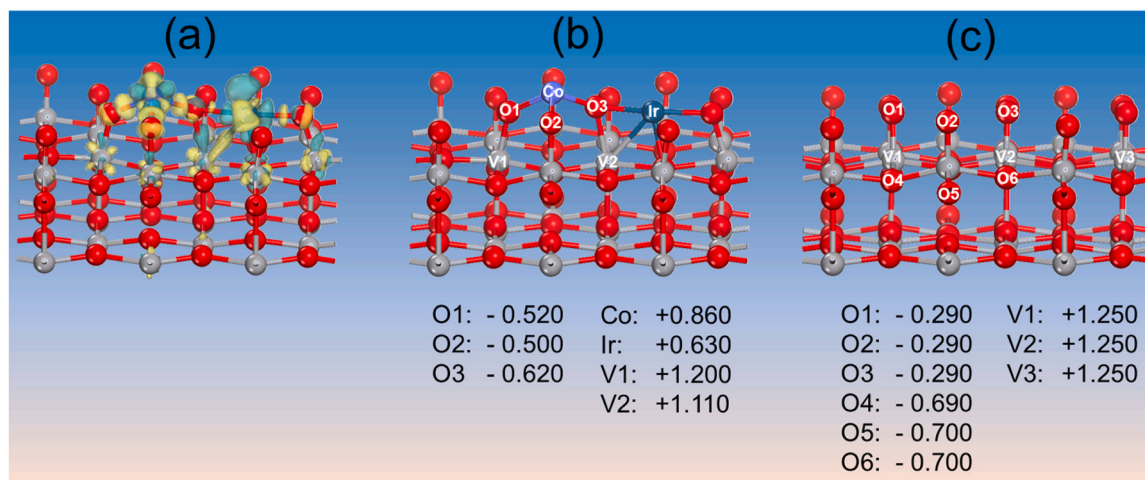 (a)
(b)
(c)
Co
O1
O3
Ir
O2
V1
V2
O1
O2
O3
V1
V2
V3
O4
O6
O5
O1: - 0.520 Co: +0.860
O2: - 0.500 Ir: +0.630
O3 - 0.620 V1: +1.200
V2: +1.110
O1: - 0.290 V1: +1.250
O2: - 0.290 V2: +1.250
O3: - 0.290 V3: +1.250
O4: - 0.690
O5: - 0.700
O6: - 0.700